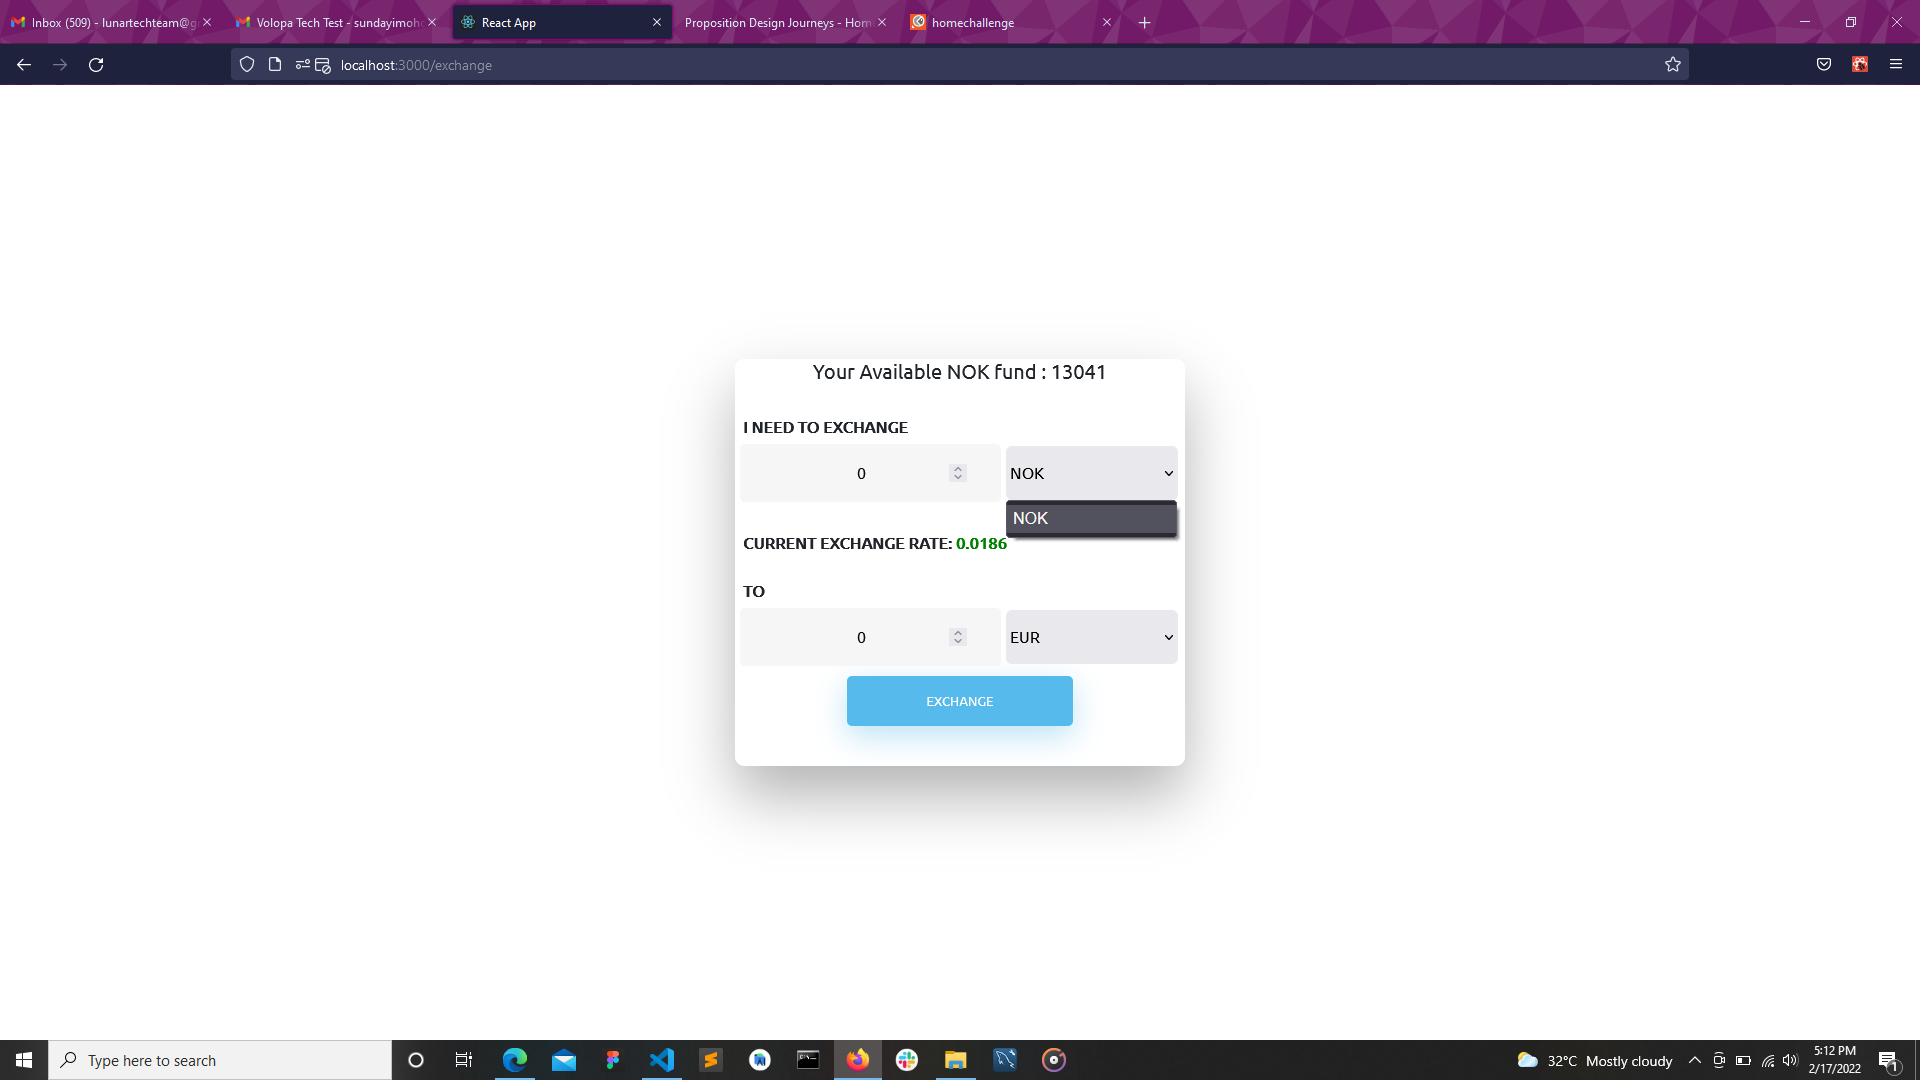 Inbox (509) - lunartechteam@g
Volopa Tech Test - sundayimoh
React App
Proposition Design Journeys - Hom
homechallenge
localhost:3000/exchange
Your Available NOK fund : 13041
I NEED TO EXCHANGE
0
NOK
NOK
CURRENT EXCHANGE RATE: 0.0186
TO
0
EUR
EXCHANGE
Type here to search
32°C Mostly cloudy
5:12 PM
2/17/2022
1